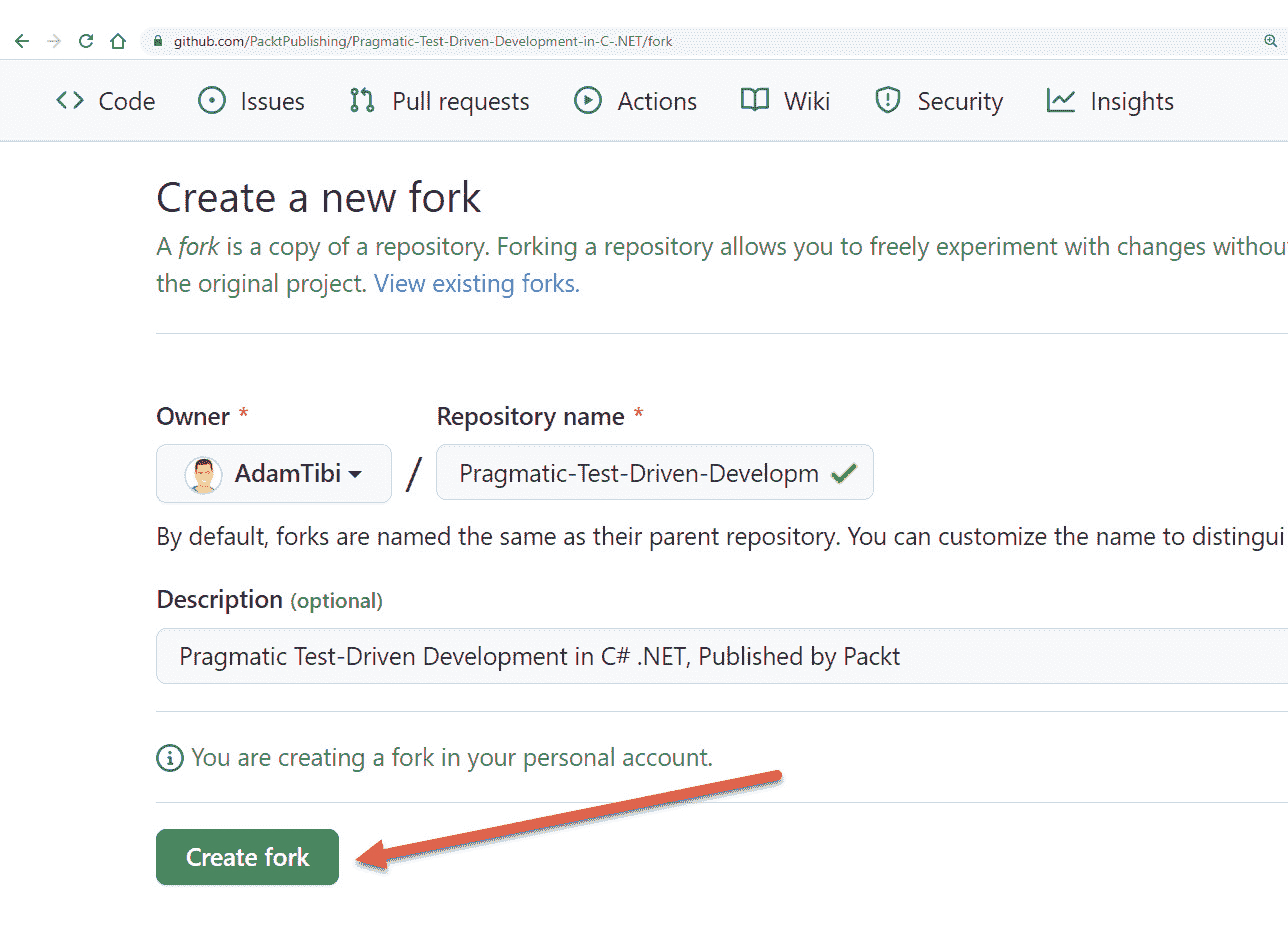 github.com/PacktPublishing/Pragmatic-Test-Driven-Development-in-C-.NET/fork
Code Issues Pull requests Actions Wiki Security Insights
Create a new fork
A fork is a copy of a repository. Forking a repository allows you to freely experiment with changes withou
the original project. View existing forks.
Owner * Repository name *
AdamTibi / Pragmatic-Test-Driven-Developm
By default, forks are named the same as their parent repository. You can customize the name to distingui
Description (optional)
Pragmatic Test-Driven Development in C# .NET, Published by Packt
You are creating a fork in your personal account.
Create fork